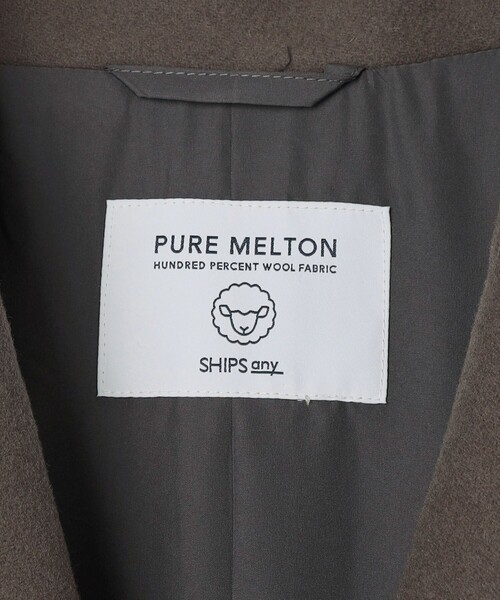 PURE MELTON
HUNDRED PERCENT WOOL FABRIC
SHIPS any